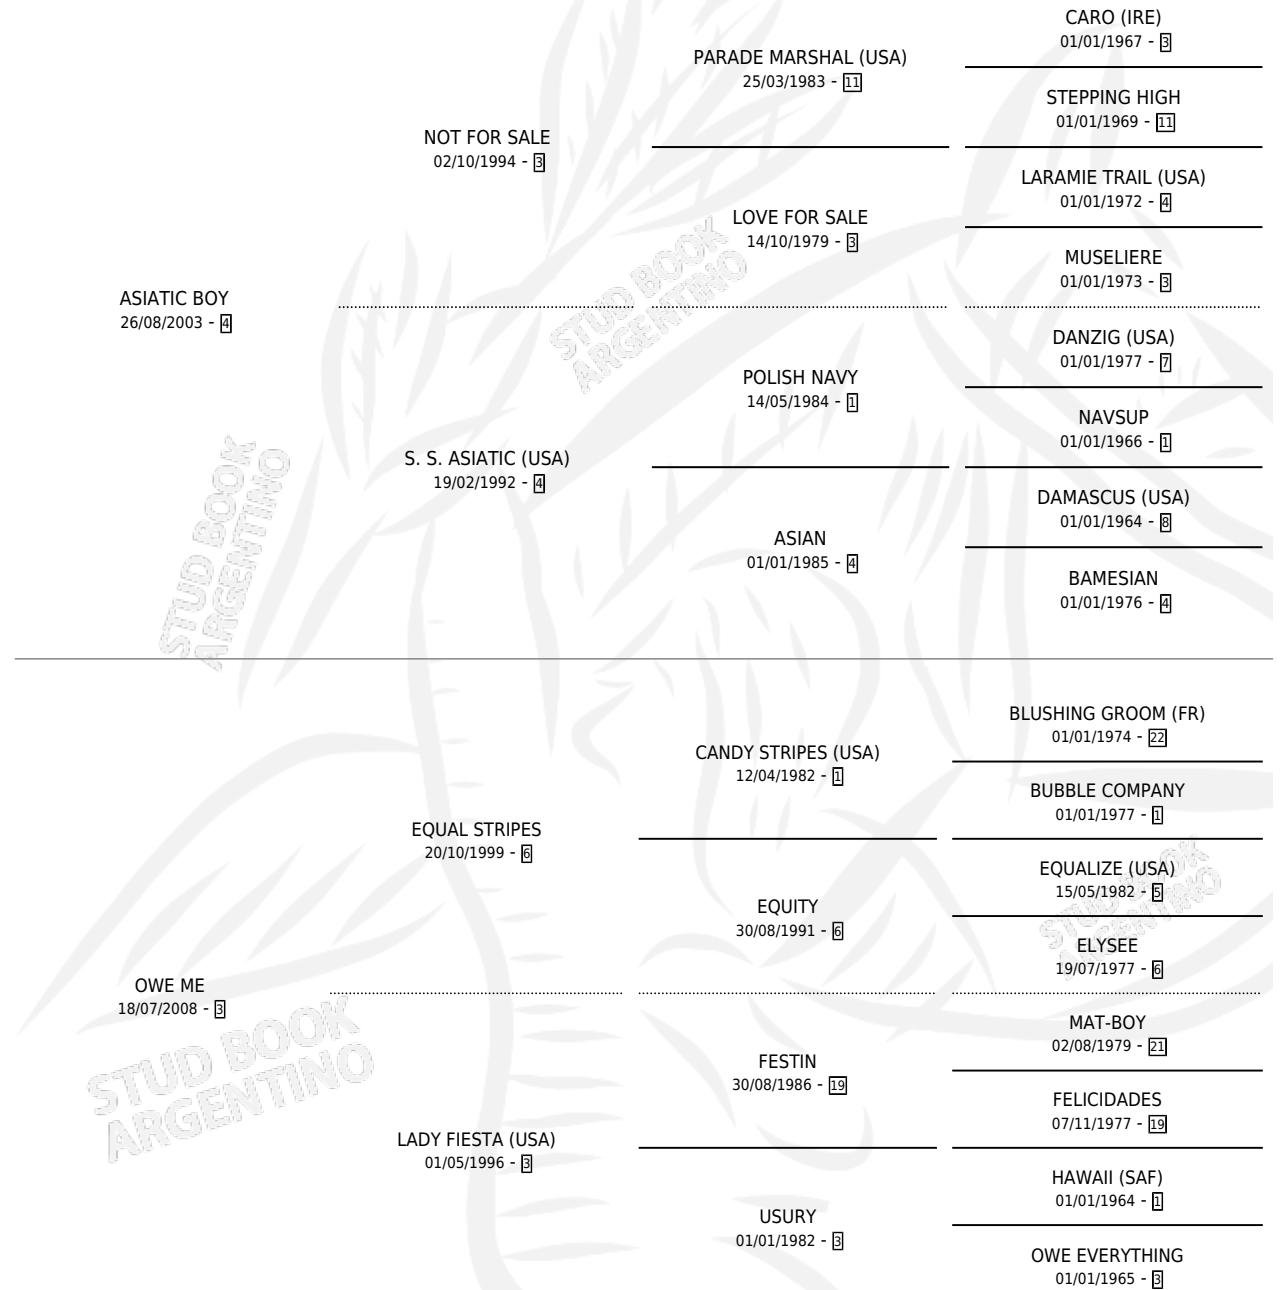 CARO (IRE)
01/01/1967 - 3
PARADE MARSHAL (USA)
25/03/1983 - 11
STEPPING HIGH
01/01/1969 - 11
NOT FOR SALE
02/10/1994 - 3
LARAMIE TRAIL (USA)
01/01/1972 - 4
LOVE FOR SALE
14/10/1979 - 3
MUSELIERE
01/01/1973 - 3
ASIATIC BOY
26/08/2003 - 4
STUD BOOK
ARGENTINO
DANZIG (USA)
01/01/1977 - 7
POLISH NAVY
14/05/1984 - 1
NAVSUP
01/01/1966 - 1
S. S. ASIATIC (USA)
19/02/1992 - 4
DAMASCUS (USA)
01/01/1964 - 8
ASIAN
01/01/1985 - 4
BAMESIAN
01/01/1976 - 4
STUD BOOK
ARGENTINO
BLUSHING GROOM (FR)
01/01/1974 - 22
CANDY STRIPES (USA)
12/04/1982 - 1
BUBBLE COMPANY
01/01/1977 - 1
EQUAL STRIPES
20/10/1999 - 6
EQUALIZE (USA)
15/05/1982 - 5
EQUITY
30/08/1991 - 6
ELYSEE
19/07/1977 - 6
STUD BOOK
ARGENTINO
OWE ME
18/07/2008 - 3
MAT-BOY
02/08/1979 - 21
FESTIN
30/08/1986 - 19
FELICIDADES
07/11/1977 - 19
STUD BOOK
ARGENTINO
LADY FIESTA (USA)
01/05/1996 - 3
HAWAII (SAF)
01/01/1964 - 1
USURY
01/01/1982 - 3
OWE EVERYTHING
01/01/1965 - 3